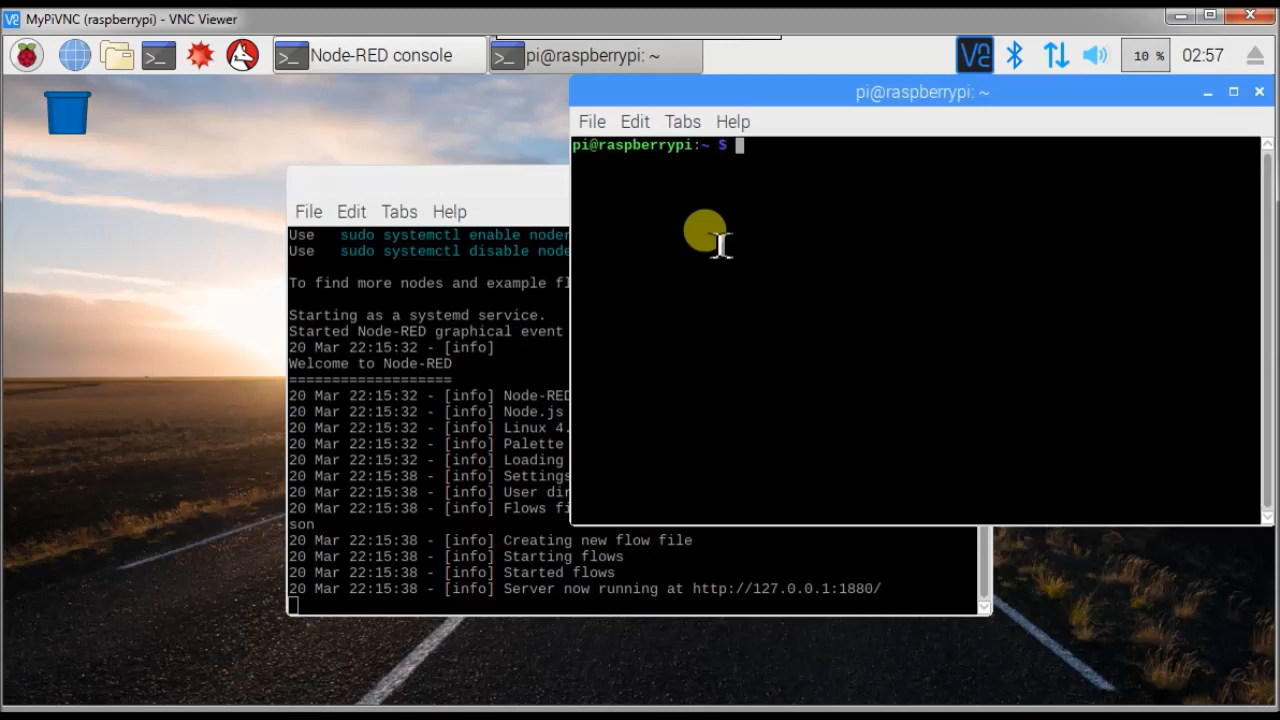 MyPiVNC (raspberrypi) - VNC Viewer
Node-RED console
pi@raspberrypi: ~
10 %
02:57
pi@raspberrypi: ~
File Edit Tabs Help
pi@raspberrypi:~ $
File Edit Tabs Help
Use sudo systemctl enable noder
Use sudo systemctl disable node
To find more nodes and example fl
Starting as a systemd service.
Started Node-RED graphical event
20 Mar 22:15:32 - [info]
Welcome to Node-RED
===================
20 Mar 22:15:32 - [info] Node-RED
20 Mar 22:15:32 - [info] Node.js
20 Mar 22:15:32 - [info] Linux 4.
20 Mar 22:15:32 - [info] Palette
20 Mar 22:15:32 - [info] Loading
20 Mar 22:15:38 - [info] Settings
20 Mar 22:15:38 - [info] User dir
20 Mar 22:15:38 - [info] Flows fi
son
20 Mar 22:15:38 - [info] Creating new flow file
20 Mar 22:15:38 - [info] Starting flows
20 Mar 22:15:38 - [info] Started flows
20 Mar 22:15:38 - [info] Server now running at http://127.0.0.1:1880/